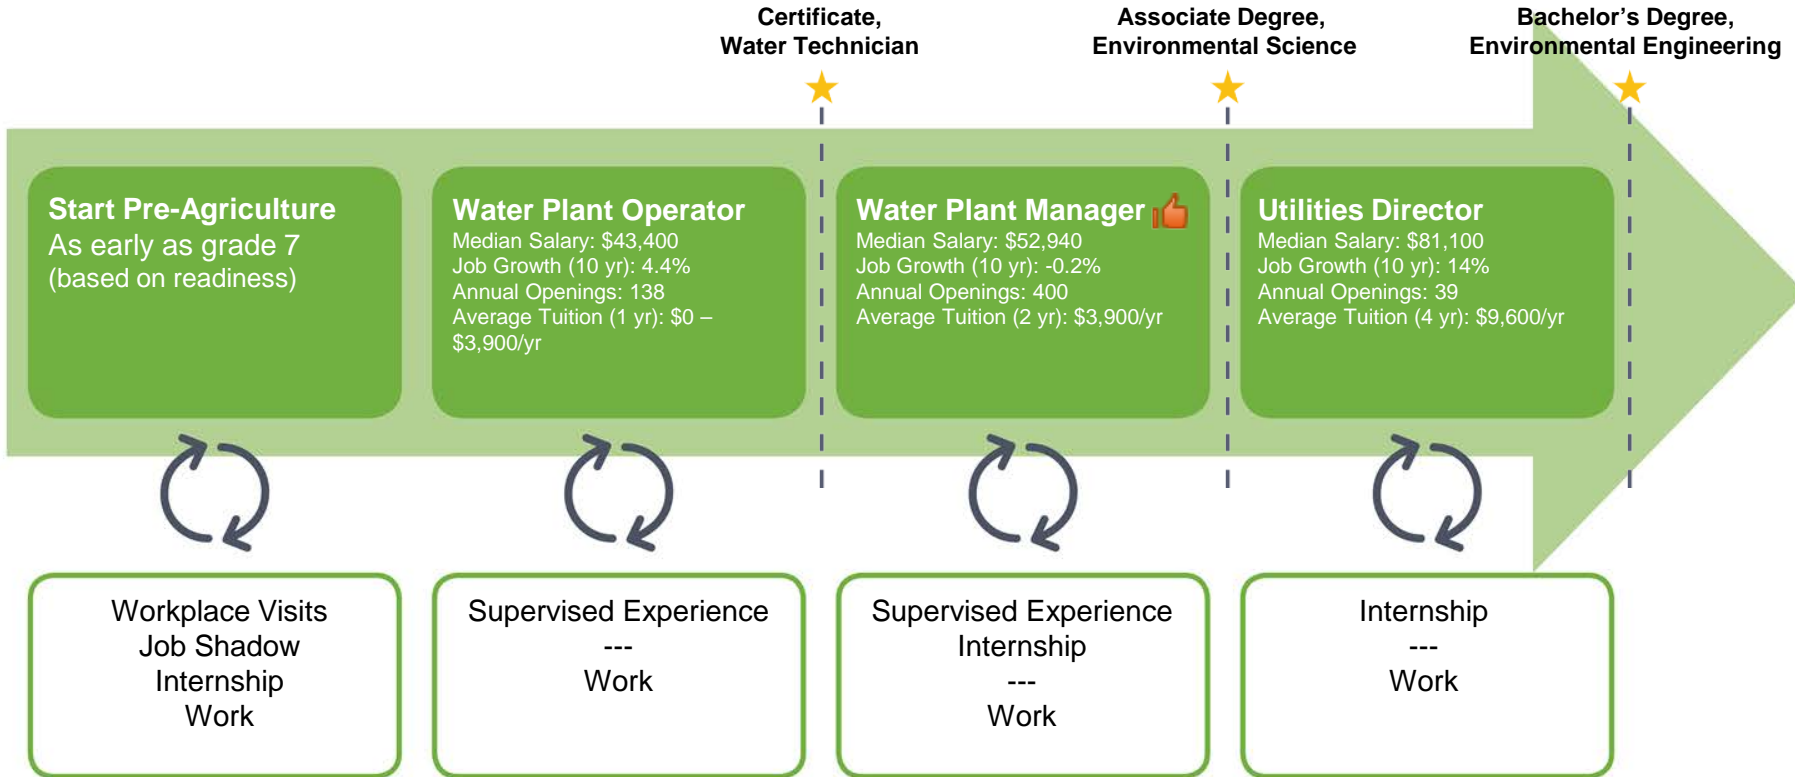 Certificate,
Water Technician
Associate Degree,
Environmental Science
Bachelor’s Degree,
Environmental Engineering
Start Pre-Agriculture
As early as grade 7
(based on readiness)
Water Plant Operator
Median Salary: $43,400
Job Growth (10 yr): 4.4%
Annual Openings: 138
Average Tuition (1 yr): $0 –
$3,900/yr
Water Plant Manager
Median Salary: $52,940
Job Growth (10 yr): -0.2%
Annual Openings: 400
Average Tuition (2 yr): $3,900/yr
Utilities Director
Median Salary: $81,100
Job Growth (10 yr): 14%
Annual Openings: 39
Average Tuition (4 yr): $9,600/yr
Workplace Visits
Job Shadow
Internship
Work
Supervised Experience
---
Work
Supervised Experience
Internship
---
Work
Internship
---
Work